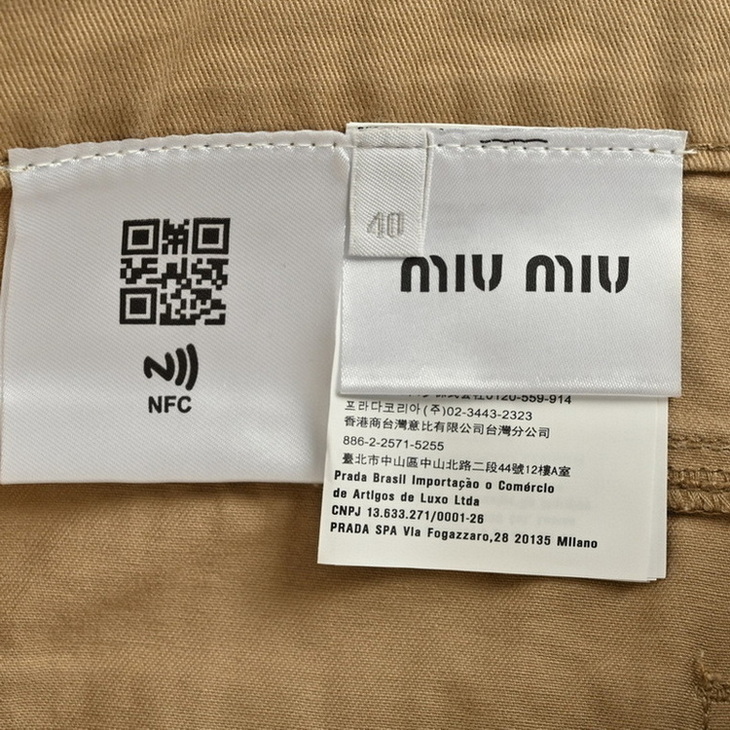 NFC
40
miu miu
0120-559-914
프라다코리아(주)02-3443-2323
香港商台灣意比有限公司台灣分公司
886-2-2571-5255
臺北市中山區中山北路二段44號12樓A室
Prada Brasil Importação o Comércio
de Artigos de Luxo Ltda
CNPJ 13.633.271/0001-26
PRADA SPA Via Fogazzaro,28 20135 Milano